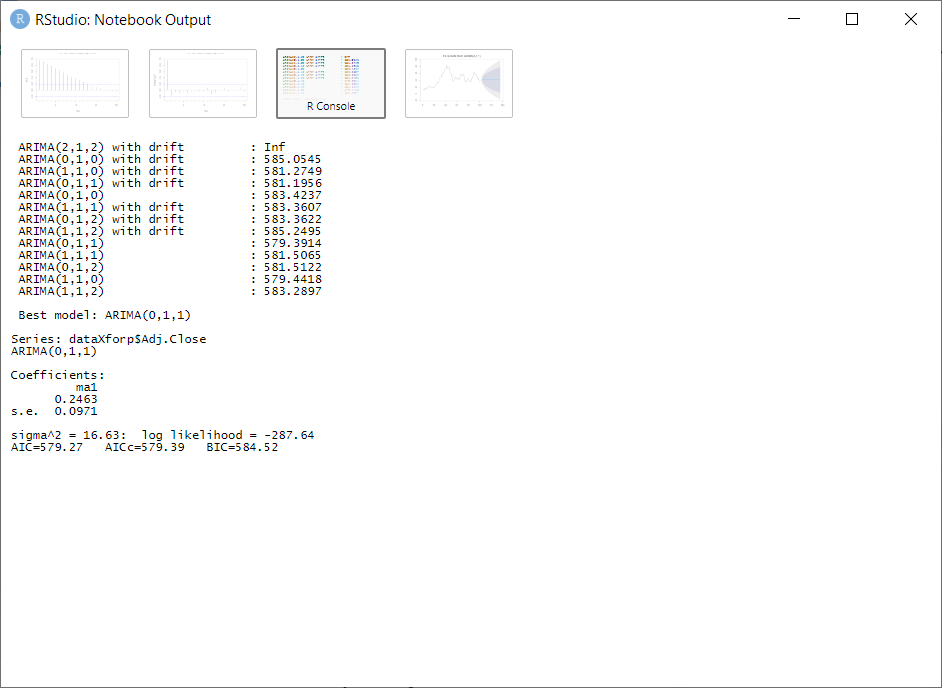 RStudio: Notebook Output
R Console
ARIMA(2,1,2) with drift : Inf
ARIMA(0,1,0) with drift : 585.0545
ARIMA(1,1,0) with drift : 581.2749
ARIMA(0,1,1) with drift : 581.1956
ARIMA(0,1,0) : 583.4237
ARIMA(1,1,1) with drift : 583.3607
ARIMA(0,1,2) with drift : 583.3622
ARIMA(1,1,2) with drift : 585.2495
ARIMA(0,1,1) : 579.3914
ARIMA(1,1,1) : 581.5065
ARIMA(0,1,2) : 581.5122
ARIMA(1,1,0) : 579.4418
ARIMA(1,1,2) : 583.2897
Best model: ARIMA(0,1,1)
Series: dataXforp$Adj.Close
ARIMA(0,1,1)
Coefficients:
ma1
0.2463
s.e. 0.0971
sigma^2 = 16.63: log likelihood = -287.64
AIC=579.27 AICc=579.39 BIC=584.52